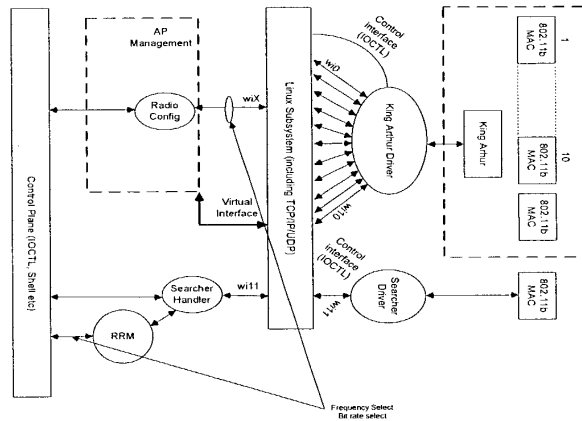 AP
Management
Radio
Config
wiX
Virtual
Interface
Searcher
Handler
wi11
RRM
Control Plane (IOCTL, Shell etc)
Linux Subsystem (including TCP/IP/UDP)
Control
interface
(IOCTL)
wi0
wi10
King Arthur Driver
King Arthur
1
10
802.11b
MAC
802.11b
MAC
802.11b
MAC
Control
interface
(IOCTL)
wi11
Searcher
Driver
802.11b
MAC
Frequency Select
Bit rate select